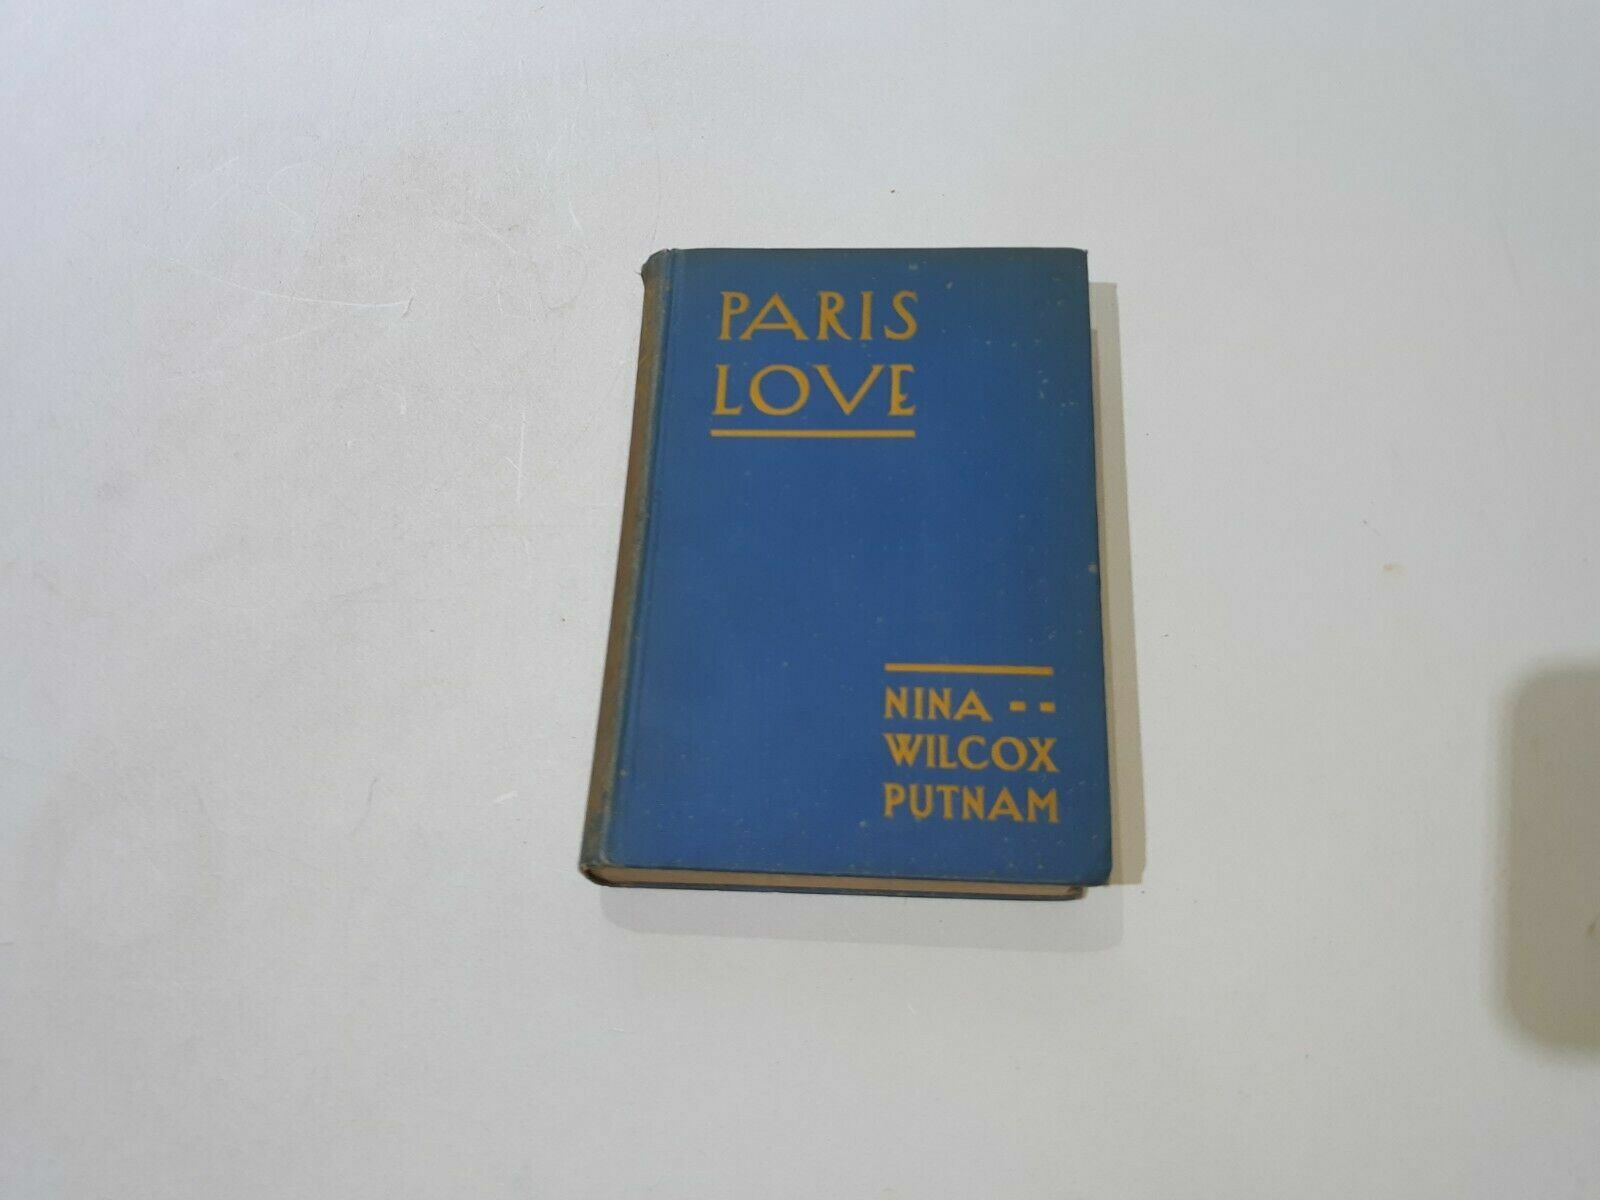 PARIS
LOVE
NINA --
WILCOX
PUTNAM